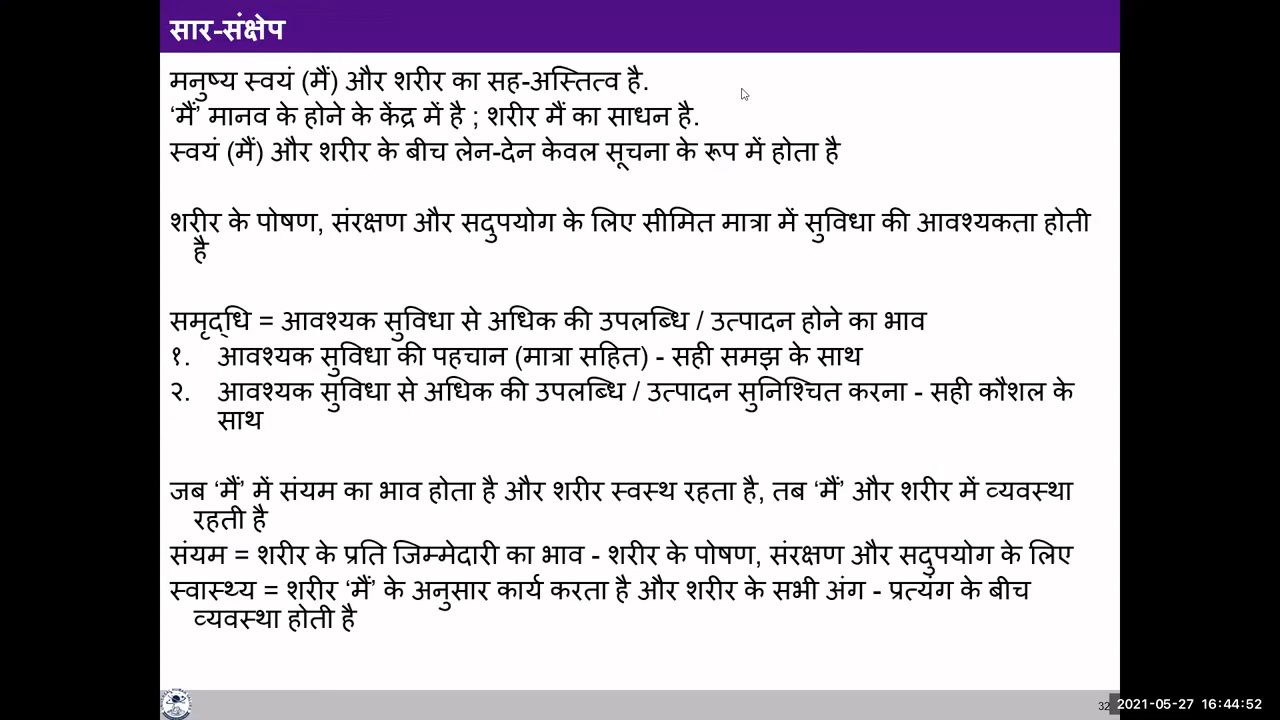 सार-संक्षेप
मनुष्य स्वयं (मैं) और शरीर का सह-अस्तित्व है.
‘मैं’ मानव के होने के केंद्र में है ; शरीर मैं का साधन है.
स्वयं (मैं) और शरीर के बीच लेन-देन केवल सूचना के रूप में होता है
शरीर के पोषण, संरक्षण और सदुपयोग के लिए सीमित मात्रा में सुविधा की आवश्यकता होती
है
समृद्धि = आवश्यक सुविधा से अधिक की उपलब्धि / उत्पादन होने का भाव
१. आवश्यक सुविधा की पहचान (मात्रा सहित) - सही समझ के साथ
२. आवश्यक सुविधा से अधिक की उपलब्धि / उत्पादन सुनिश्चित करना - सही कौशल के
साथ
जब ‘मैं’ में संयम का भाव होता है और शरीर स्वस्थ रहता है, तब ‘मैं’ और शरीर में व्यवस्था
रहती है
संयम = शरीर के प्रति जिम्मेदारी का भाव - शरीर के पोषण, संरक्षण और सदुपयोग के लिए
स्वास्थ्य = शरीर ‘मैं’ के अनुसार कार्य करता है और शरीर के सभी अंग - प्रत्यंग के बीच
व्यवस्था होती है
32
2021-05-27 16:44:52